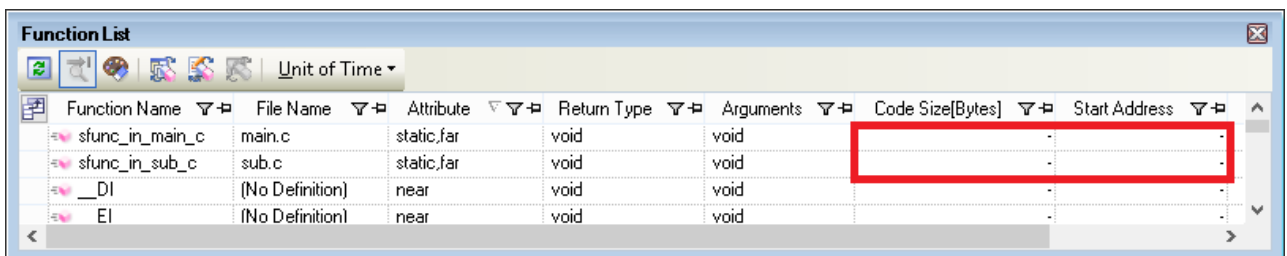 Function List
Unit of Time
Function Name File Name Attribute Return Type Arguments Code Size[Bytes] Start Address
sfunc_in_main_c main.c static,far void void - -
sfunc_in_sub_c sub.c static,far void void - -
__DI (No Definition) near void void - -
__EI (No Definition) near void void - -